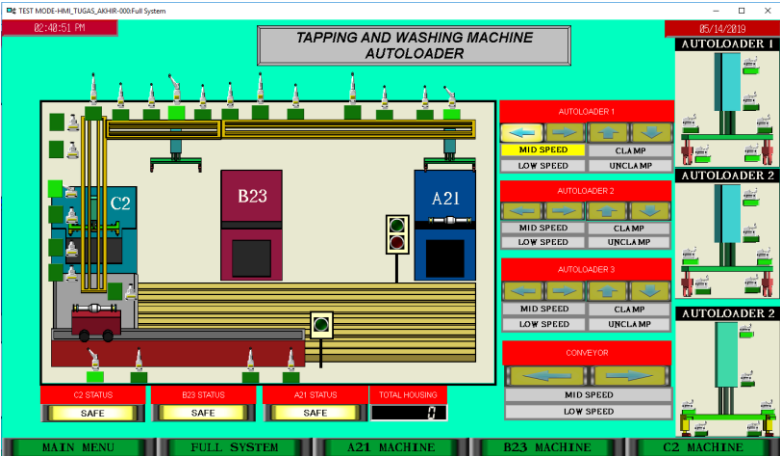 TEST MODE-HMI_TUGAS_AKHIR-000:Full System
02:40:51 PM
TAPPING AND WASHING MACHINE
AUTOLOADER
05/14/2019
AUTOLOADER 1
AUTOLOADER 1
MID SPEED CLAMP
LOW SPEED UNCLAMP
C2
B23
A21
AUTOLOADER 2
AUTOLOADER 2
MID SPEED CLAMP
LOW SPEED UNCLAMP
AUTOLOADER 3
MID SPEED CLAMP
LOW SPEED UNCLAMP
AUTOLOADER 2
CONVEYOR
MID SPEED
LOW SPEED
C2 STATUS B23 STATUS A21 STATUS TOTAL HOUSING
SAFE SAFE SAFE 0
MAIN MENU FULL SYSTEM A21 MACHINE B23 MACHINE C2 MACHINE